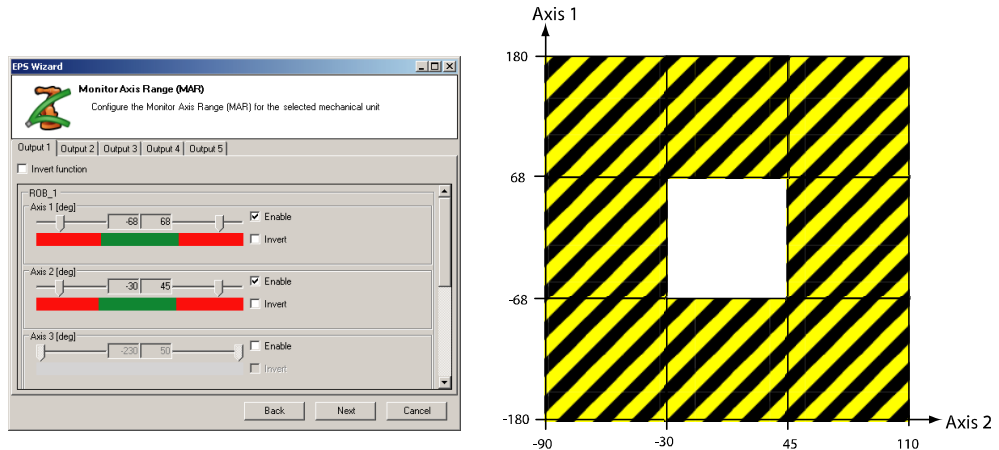 EPS Wizard
Monitor Axis Range (MAR)
Configure the Monitor Axis Range (MAR) for the selected mechanical unit
Output 1 Output 2 Output 3 Output 4 Output 5
Invert function
ROB_1
Axis 1 [deg]
-68 68 Enable
Invert
Axis 2 [deg]
-30 45 Enable
Invert
Axis 3 [deg]
-230 50 Enable
Invert
Back Next Cancel
Axis 1
180
68
-68
-180
Axis 2
-90 -30 45 110